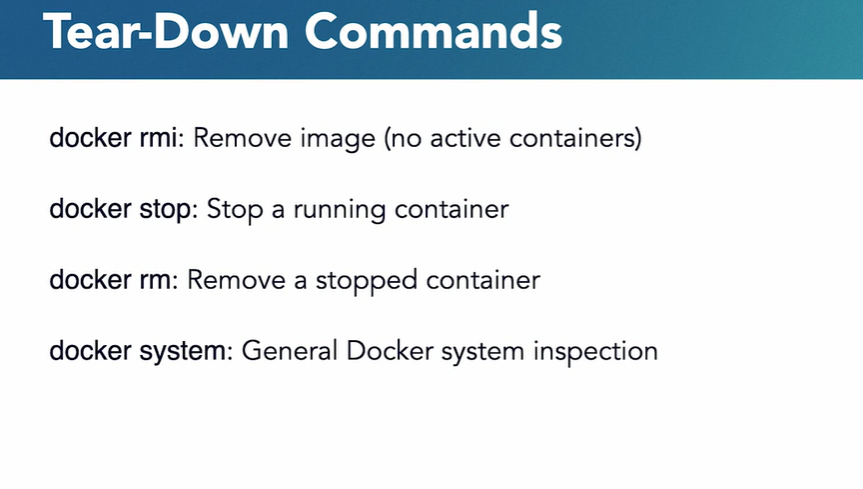 Tear-Down Commands
docker rmi: Remove image (no active containers)
docker stop: Stop a running container
docker rm: Remove a stopped container
docker system: General Docker system inspection